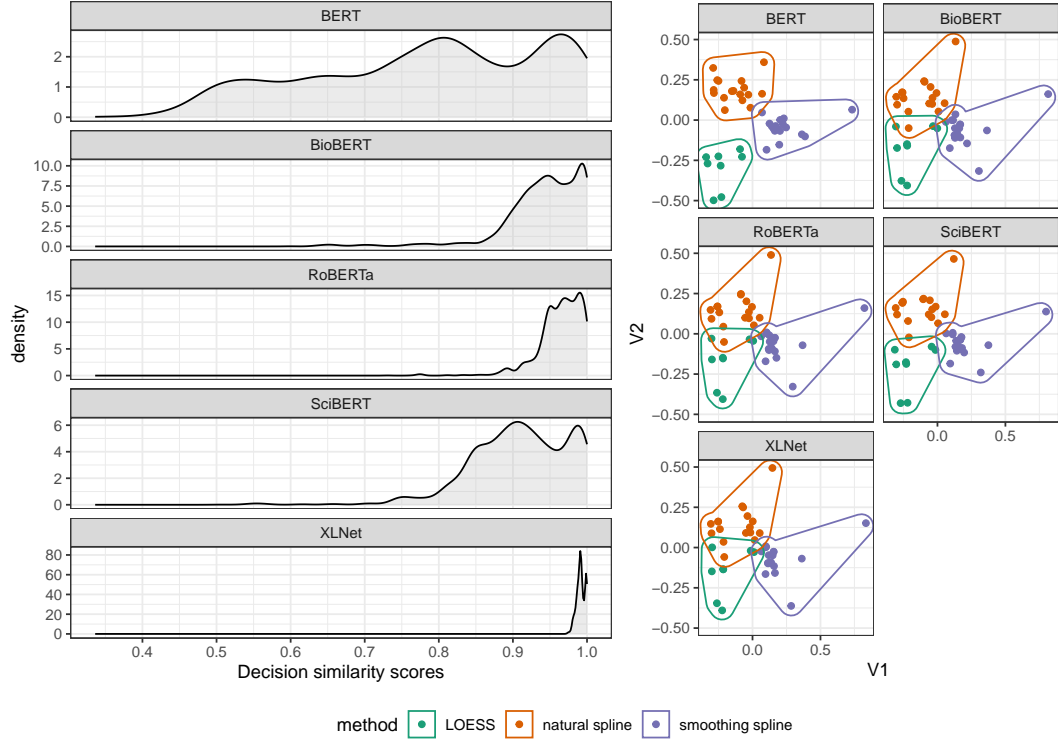 BERT
2
1
0
BioBERT
10.0
7.5
5.0
2.5
0.0
RoBERTa
15
10
5
0
SciBERT
6
4
2
0
XLNet
80
60
40
20
0
0.4 0.5 0.6 0.7 0.8 0.9 1.0
Decision similarity scores
density
BERT BioBERT
0.50
0.25
0.00
−0.25
−0.50
RoBERTa SciBERT
0.50
0.25
0.00
−0.25
−0.50
0.0 0.5
XLNet
0.50
0.25
0.00
−0.25
−0.50
0.0 0.5
V1
V2
method LOESS natural spline smoothing spline